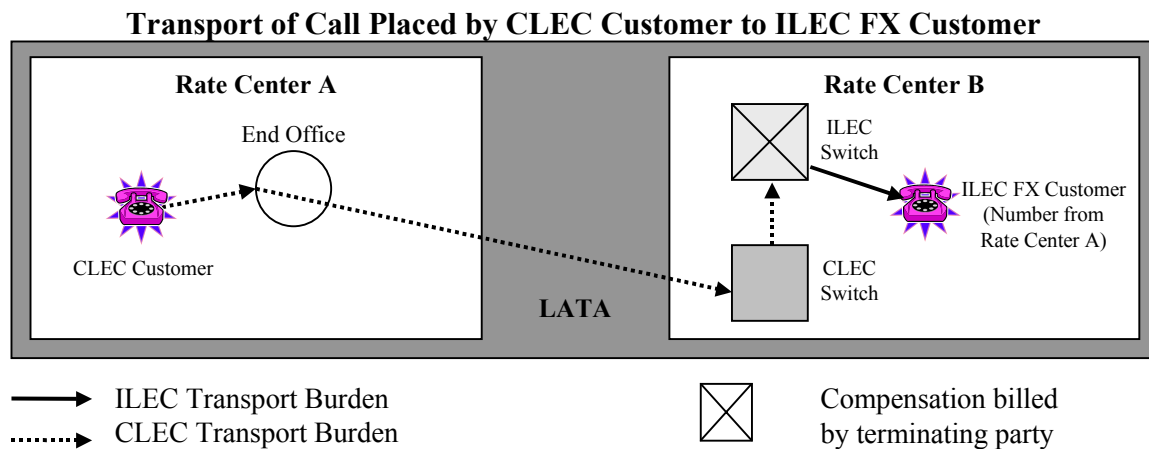 Transport of Call Placed by CLEC Customer to ILEC FX Customer
Rate Center A
End Office
CLEC Customer
LATA
Rate Center B
ILEC
Switch
ILEC FX Customer
(Number from
Rate Center A)
CLEC
Switch
ILEC Transport Burden
CLEC Transport Burden
Compensation billed
by terminating party